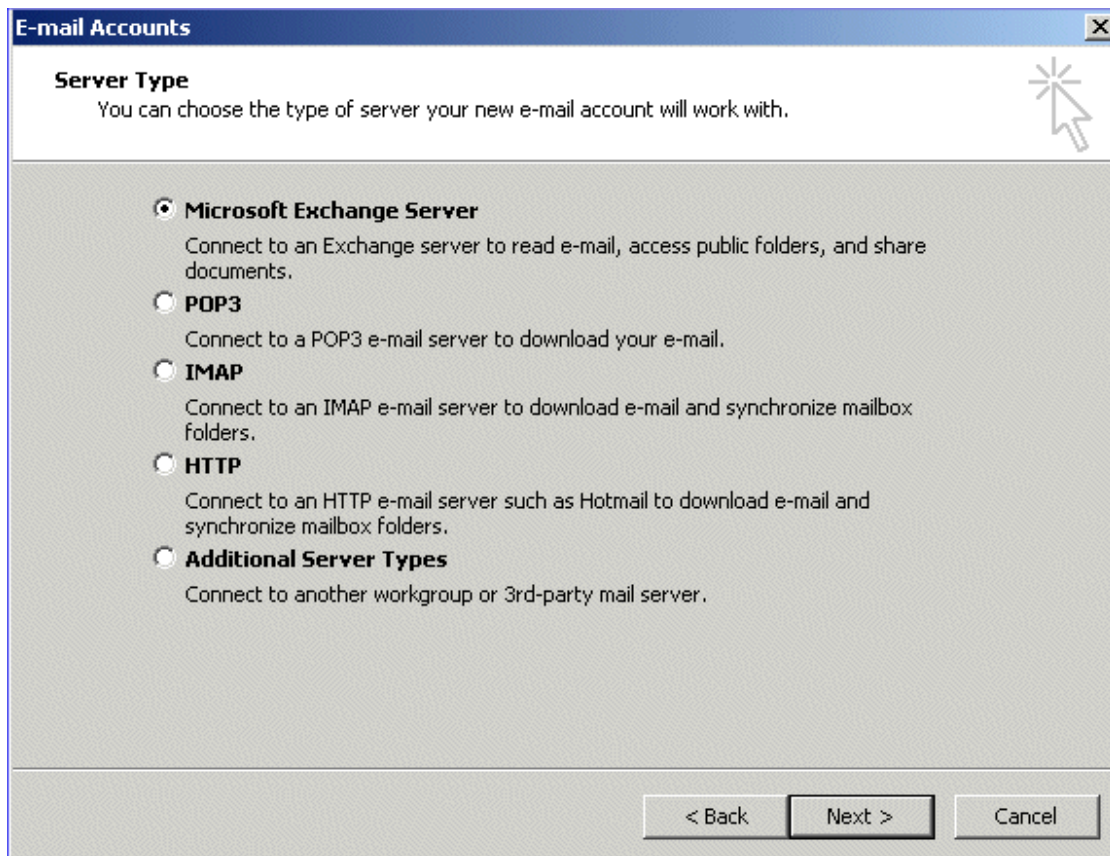 E-mail Accounts
Server Type
You can choose the type of server your new e-mail account will work with.
Microsoft Exchange Server
Connect to an Exchange server to read e-mail, access public folders, and share
documents.
POP3
Connect to a POP3 e-mail server to download your e-mail.
IMAP
Connect to an IMAP e-mail server to download e-mail and synchronize mailbox
folders.
HTTP
Connect to an HTTP e-mail server such as Hotmail to download e-mail and
synchronize mailbox folders.
Additional Server Types
Connect to another workgroup or 3rd-party mail server.
< Back Next > Cancel